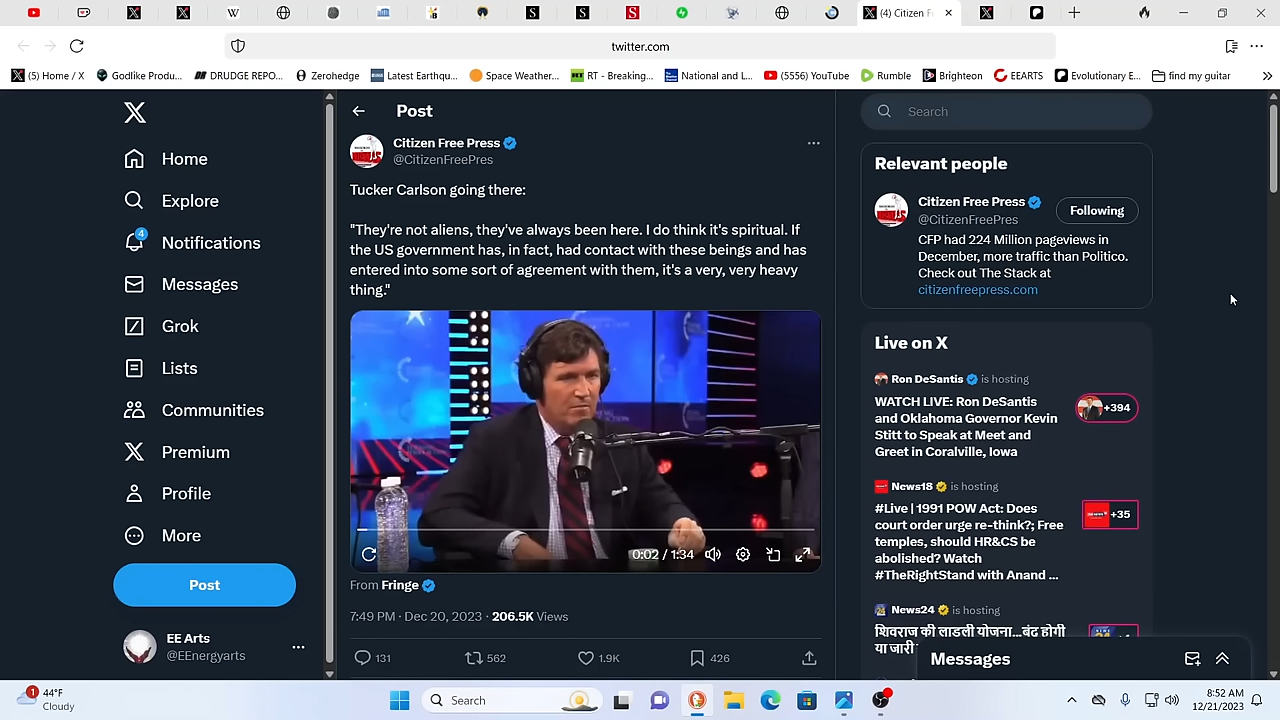 (4) Citizen F
twitter.com
(5) Home / X
Godlike Produ...
DRUDGE REPO...
Zerohedge
Latest Earthqu...
Space Weather...
RT - Breaking...
National and L...
(5556) YouTube
Rumble
Brighteon
EEARTS
Evolutionary E...
find my guitar
Home
Explore
4
Notifications
Messages
Grok
Lists
Communities
Premium
Profile
More
Post
EE Arts
@EEnergyarts
Post
Citizen Free Press
@CitizenFreePres
Tucker Carlson going there:
"They're not aliens, they've always been here. I do think it's spiritual. If
the US government has, in fact, had contact with these beings and has
entered into some sort of agreement with them, it's a very, very heavy
thing."
0:02 / 1:34
From Fringe
7:49 PM · Dec 20, 2023 · 206.5K Views
131
562
1.9K
426
Search
Relevant people
Citizen Free Press
@CitizenFreePres
Following
CFP had 224 Million pageviews in
December, more traffic than Politico.
Check out The Stack at
citizenfreepress.com
Live on X
Ron DeSantis is hosting
WATCH LIVE: Ron DeSantis
and Oklahoma Governor Kevin
Stitt to Speak at Meet and
Greet in Coralville, Iowa
+394
News18 is hosting
#Live | 1991 POW Act: Does
court order urge re-think?; Free
temples, should HR&CS be
abolished? Watch
#TheRightStand with Anand ...
+35
News24 is hosting
शिवराज की लाडली योजना...बंद होगी
या जारी
Messages
1
44°F
Cloudy
Search
8:52 AM
12/21/2023